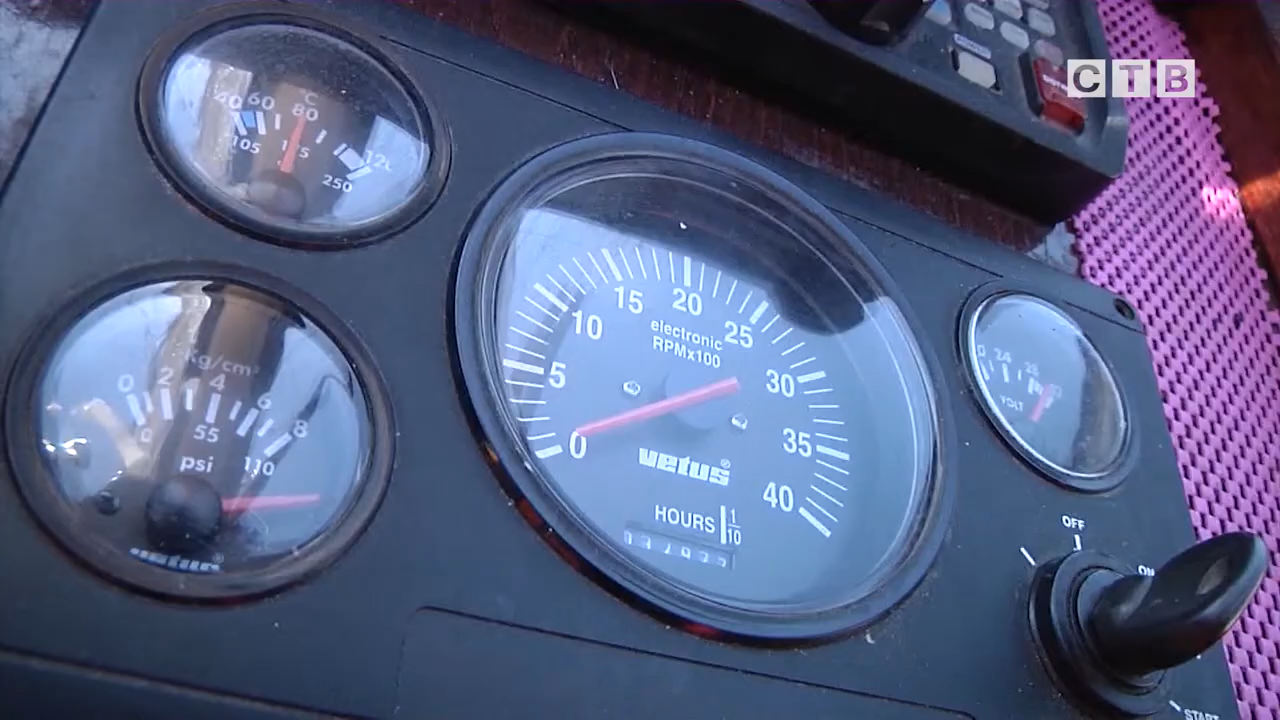 СТВ
°C
40 60 80 120
105 175 250
kg/cm²
0 2 4 6 8
0 55 110
psi
vetus®
0 5 10 15 20 25 30 35 40
electronic
RPMx100
vetus®
HOURS 1/10
24
VOLT
OFF
ON
START